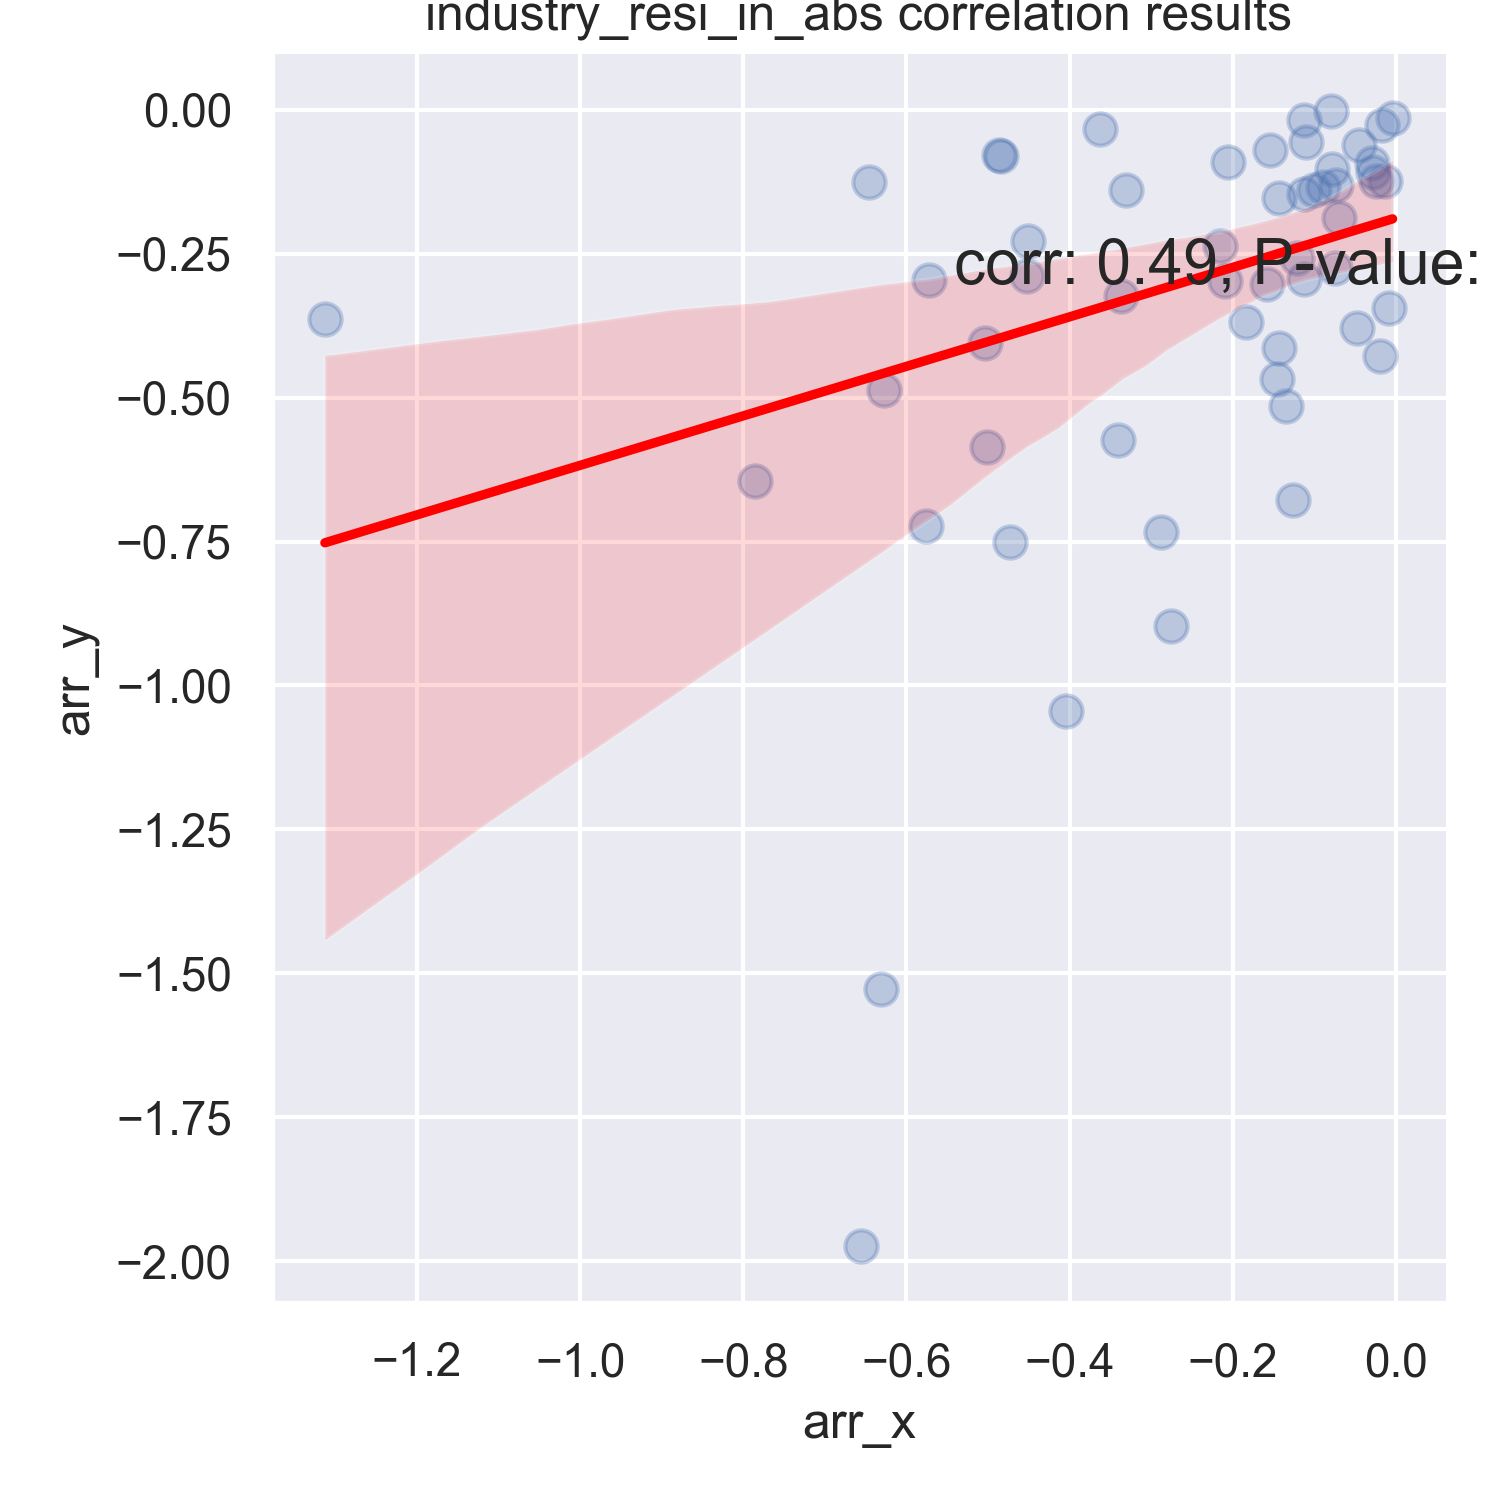 industry_resi_in_abs correlation results
0.00
−0.25
corr: 0.49, P-value:
−0.50
−0.75
−1.00
−1.25
−1.50
−1.75
−2.00
arr_y
−1.2 −1.0 −0.8 −0.6 −0.4 −0.2 0.0
arr_x